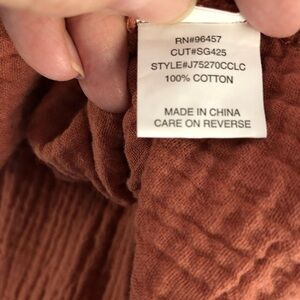 RN#96457
CUT#SG425
STYLE#J75270CCLC
100% COTTON
MADE IN CHINA
CARE ON REVERSE